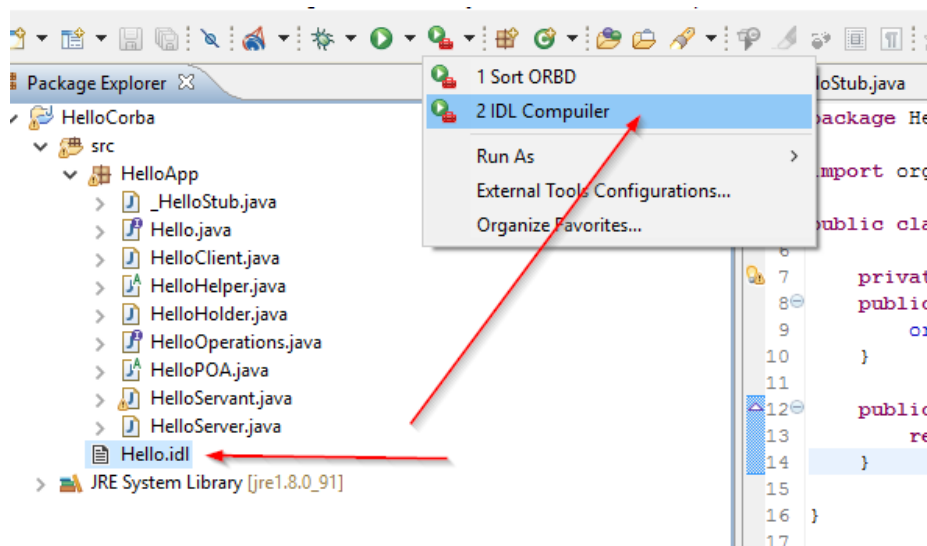 1 Sort ORBD
2 IDL Compuiler
Run As
External Tools Configurations...
Organize Favorites...
Package Explorer
HelloCorba
src
HelloApp
_HelloStub.java
Hello.java
HelloClient.java
HelloHelper.java
HelloHolder.java
HelloOperations.java
HelloPOA.java
HelloServant.java
HelloServer.java
Hello.idl
JRE System Library [jre1.8.0_91]
loStub.java
package He
import org
public cla
6
7 privat
8 public
9 or
10 }
11
12 public
13 re
14 }
15
16 }
17